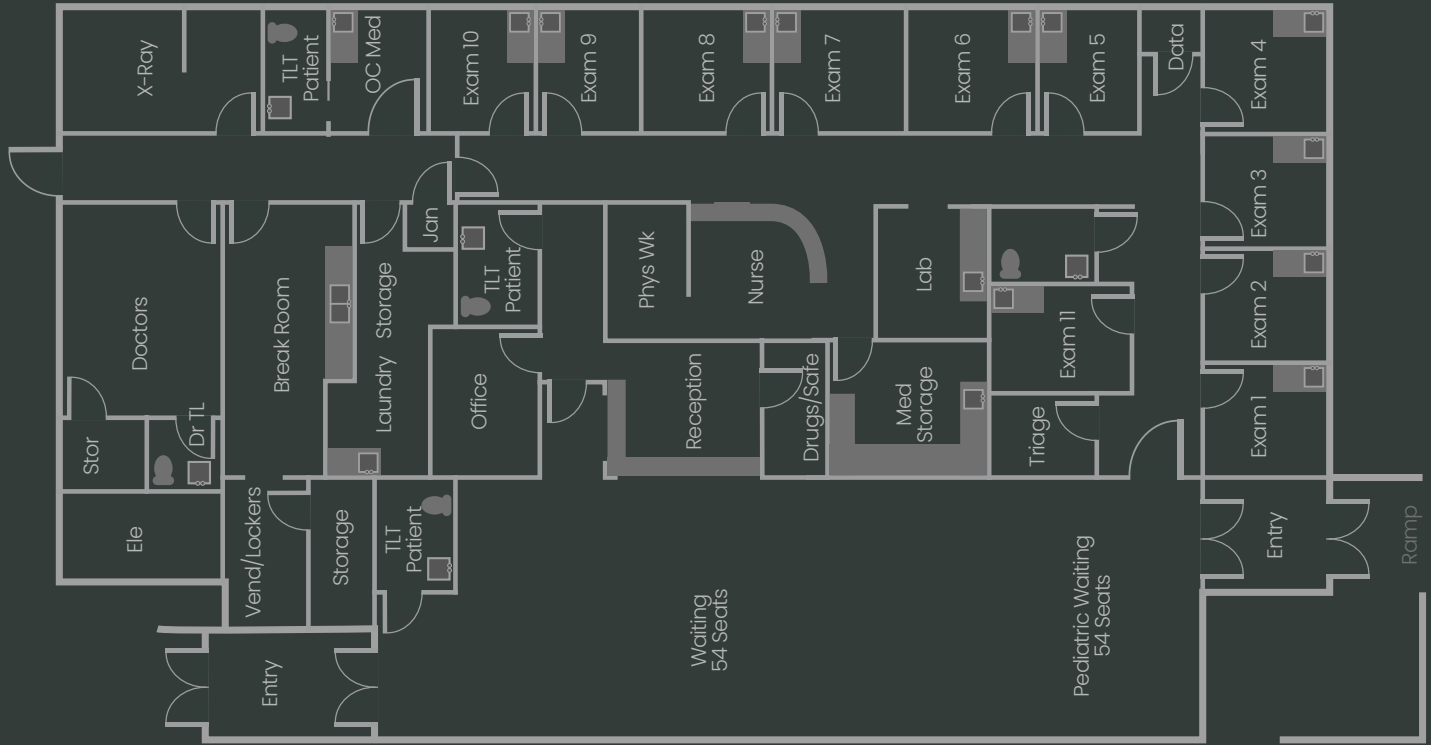 X-Ray
TLT
Patient
OC Med
Exam 10
Exam 9
Exam 8
Exam 7
Exam 6
Exam 5
Data
Exam 4
Exam 3
Exam 2
Exam 1
Doctors
Break Room
Laundry Storage
Jan
TLT
Patient
Phys Wk
Nurse
Lab
Exam 11
Stor
Dr TL
Office
Reception
Drugs/Safe
Med
Storage
Triage
Ele
Vend/Lockers
Storage
TLT
Patient
Entry
Ramp
Waiting
54 Seats
Pediatric Waiting
54 Seats
Entry